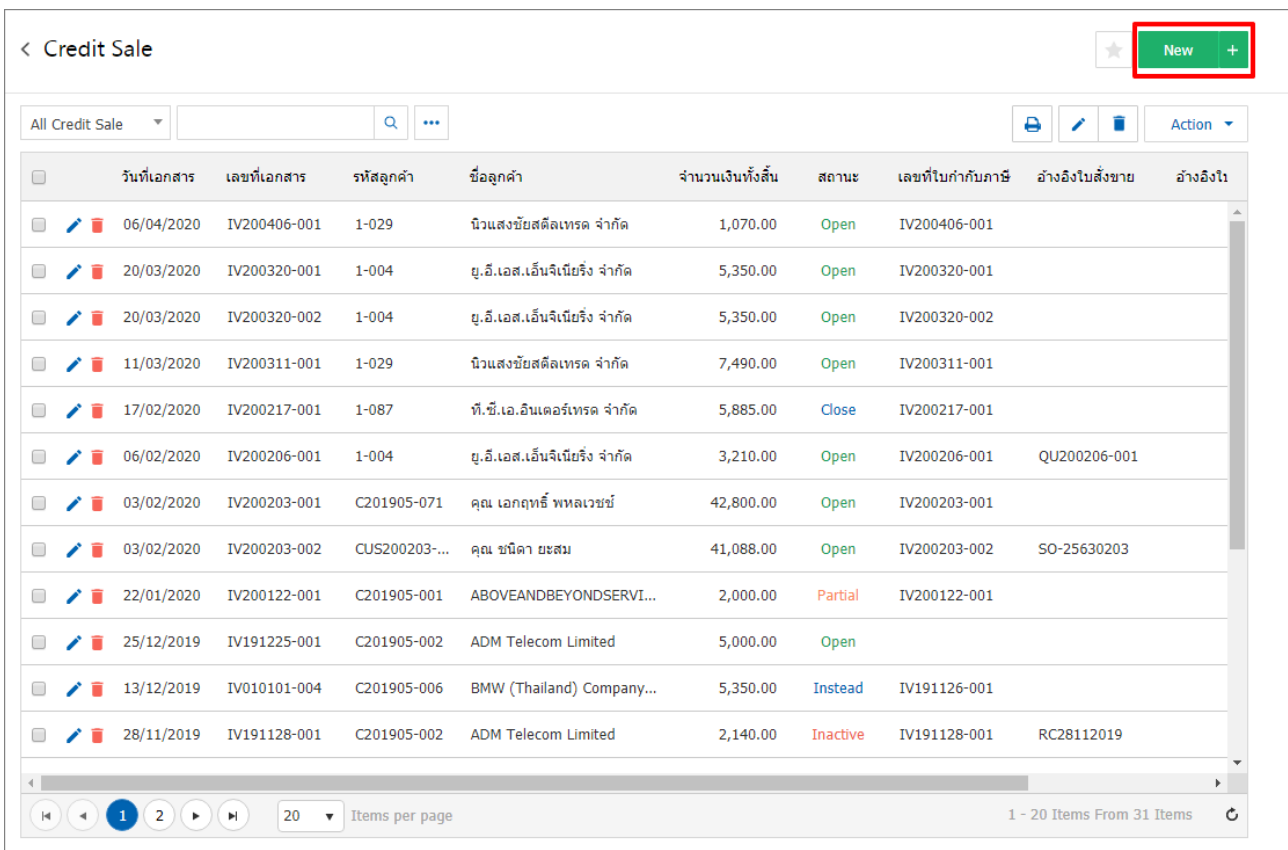 Credit Sale New +
All Credit Sale Action
วันที่เอกสาร เลขที่เอกสาร รหัสลูกค้า ชื่อลูกค้า จำนวนเงินทั้งสิ้น สถานะ เลขที่ใบกำกับภาษี อ้างอิงใบสั่งขาย อ้างอิงใบ
06/04/2020 IV200406-001 1-029 นิวแสงชัยสตีลเทรด จำกัด 1,070.00 Open IV200406-001
20/03/2020 IV200320-001 1-004 ยู.อี.เอส.เอ็นจิเนียริ่ง จำกัด 5,350.00 Open IV200320-001
20/03/2020 IV200320-002 1-004 ยู.อี.เอส.เอ็นจิเนียริ่ง จำกัด 5,350.00 Open IV200320-002
11/03/2020 IV200311-001 1-029 นิวแสงชัยสตีลเทรด จำกัด 7,490.00 Open IV200311-001
17/02/2020 IV200217-001 1-087 ที.ซี.เอ.อินเตอร์เทรด จำกัด 5,885.00 Close IV200217-001
06/02/2020 IV200206-001 1-004 ยู.อี.เอส.เอ็นจิเนียริ่ง จำกัด 3,210.00 Open IV200206-001 QU200206-001
03/02/2020 IV200203-001 C201905-071 คุณ เอกฤทธิ์ พหลเวชช์ 42,800.00 Open IV200203-001
03/02/2020 IV200203-002 CUS200203-... คุณ ชนิดา ยะสม 41,088.00 Open IV200203-002 SO-25630203
22/01/2020 IV200122-001 C201905-001 ABOVEANDBEYONDSERVI... 2,000.00 Partial IV200122-001
25/12/2019 IV191225-001 C201905-002 ADM Telecom Limited 5,000.00 Open
13/12/2019 IV010101-004 C201905-006 BMW (Thailand) Company... 5,350.00 Instead IV191126-001
28/11/2019 IV191128-001 C201905-002 ADM Telecom Limited 2,140.00 Inactive IV191128-001 RC28112019
1 2 20 Items per page 1 - 20 Items From 31 Items